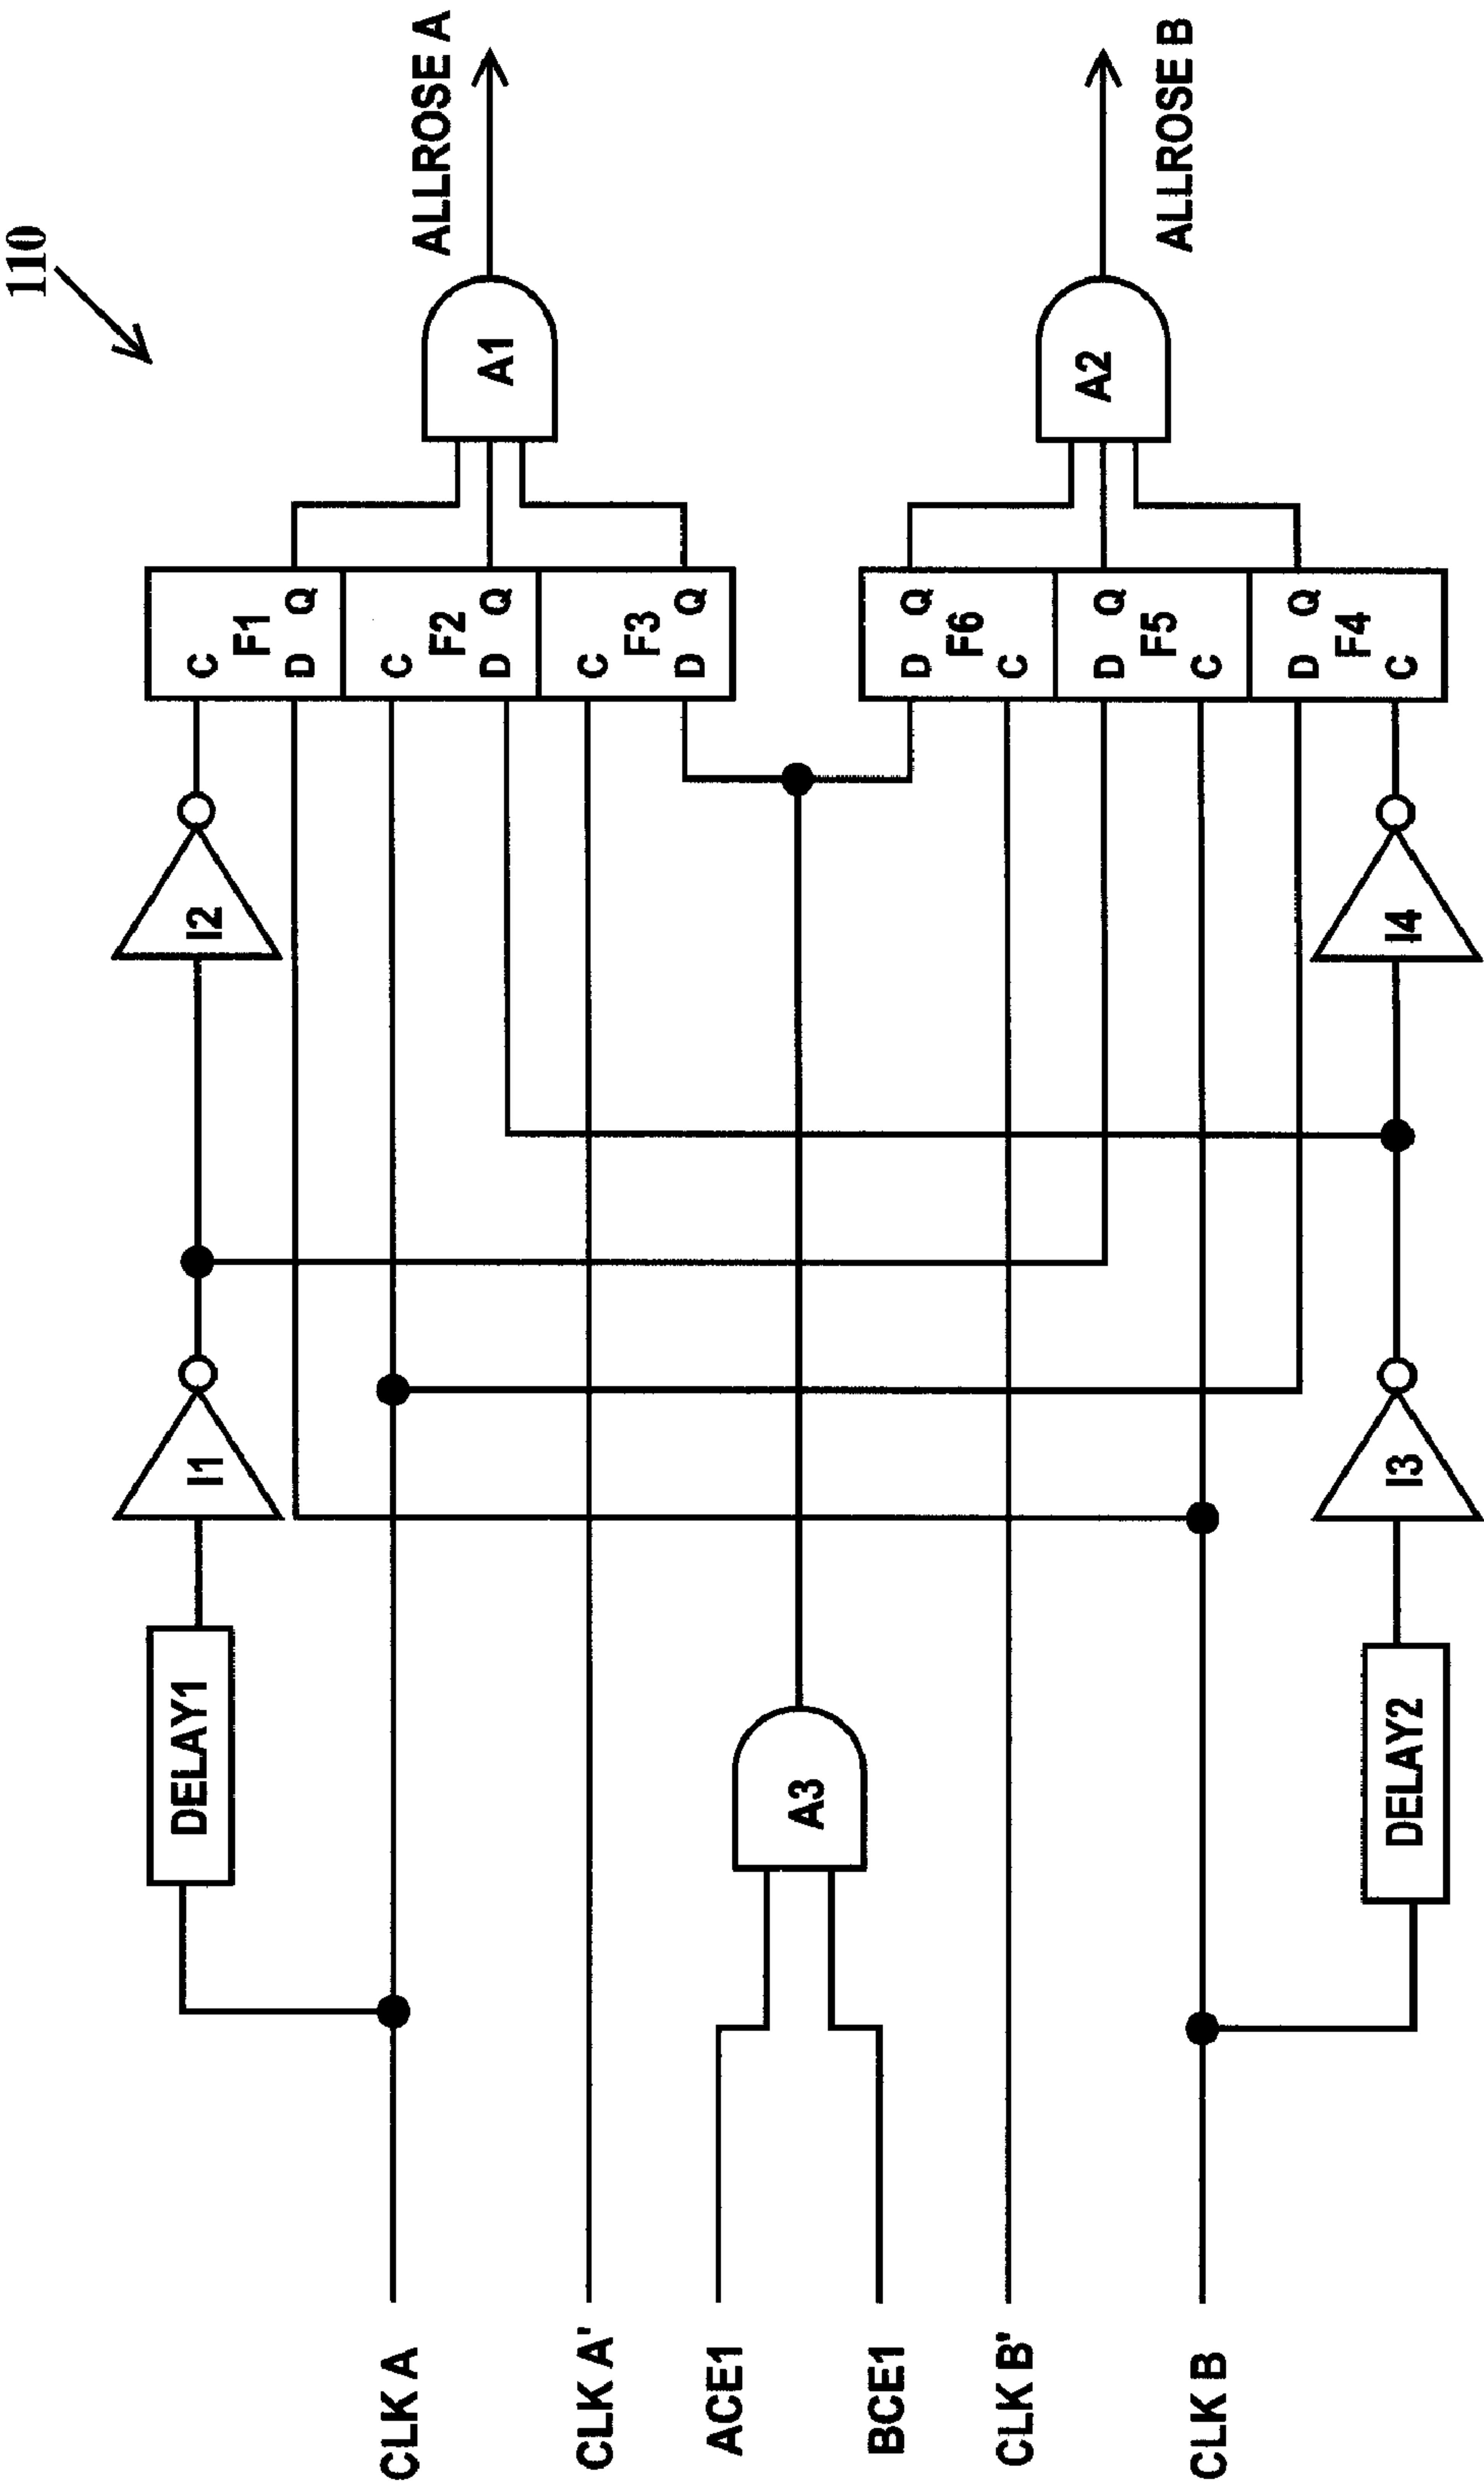 110
CLK A
CLK A'
ACE1
BCE1
CLK B'
CLK B
DELAY1
I1
I2
A3
DELAY2
I3
I4
C
F1
D Q
C
F2
D Q
C
F3
D Q
D Q
F6
C
D Q
F5
C
D Q
F4
C
A1
ALLROSE A
A2
ALLROSE B